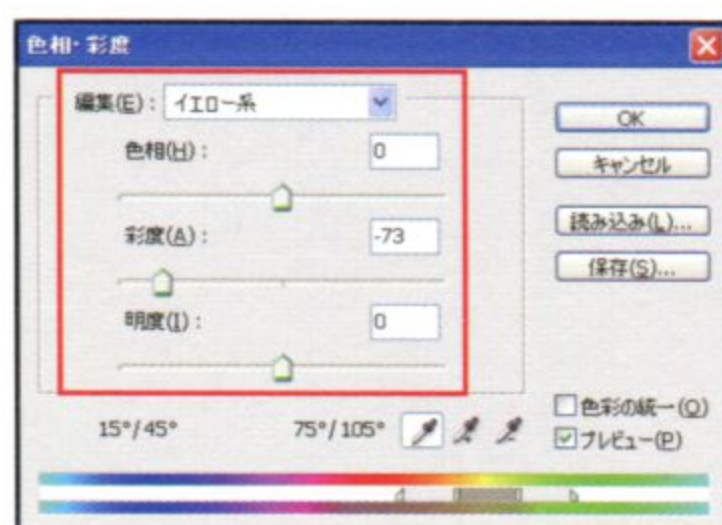 色相・彩度
編集(E): イエロー系
色相(H): 0
彩度(A): -73
明度(I): 0
OK
キャンセル
読み込み(L)...
保存(S)...
色彩の統一(O)
プレビュー(P)
15°/45° 75°/105°